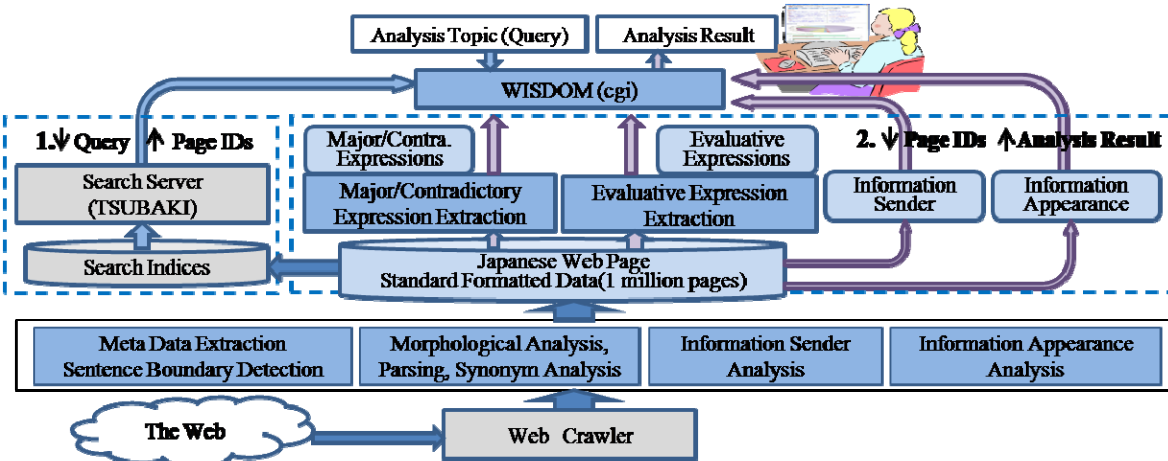 Analysis Topic (Query)
Analysis Result
WISDOM (cgi)
1.↓ Query ↑ Page IDs
Search Server
(TSUBAKI)
Search Indices
Major/Contra.
Expressions
Major/Contradictory
Expression Extraction
Evaluative
Expressions
Evaluative Expression
Extraction
2. ↓ Page IDs ↑ Analysis Result
Information
Sender
Information
Appearance
Japanese Web Page
Standard Formatted Data(1 million pages)
Meta Data Extraction
Sentence Boundary Detection
Morphological Analysis,
Parsing, Synonym Analysis
Information Sender
Analysis
Information Appearance
Analysis
The Web
Web Crawler